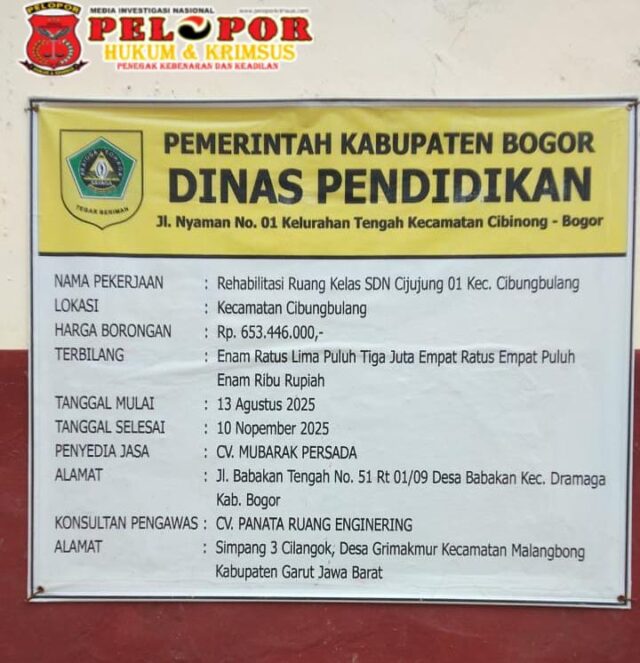 PELOPOR
MEDIA INVESTIGASI NASIONAL
www.peloporkrimsus.com
PELOPOR
HUKUM & KRIMSUS
PENEGAK KEBENARAN DAN KEADILAN
PEMERINTAH KABUPATEN BOGOR
DINAS PENDIDIKAN
Jl. Nyaman No. 01 Kelurahan Tengah Kecamatan Cibinong - Bogor
TEGAR BERIMAN
NAMA PEKERJAAN : Rehabilitasi Ruang Kelas SDN Cijujung 01 Kec. Cibungbulang
LOKASI : Kecamatan Cibungbulang
HARGA BORONGAN : Rp. 653.446.000,-
TERBILANG : Enam Ratus Lima Puluh Tiga Juta Empat Ratus Empat Puluh
Enam Ribu Rupiah
TANGGAL MULAI : 13 Agustus 2025
TANGGAL SELESAI : 10 Nopember 2025
PENYEDIA JASA : CV. MUBARAK PERSADA
ALAMAT : Jl. Babakan Tengah No. 51 Rt 01/09 Desa Babakan Kec. Dramaga
Kab. Bogor
KONSULTAN PENGAWAS : CV. PANATA RUANG ENGINERING
ALAMAT : Simpang 3 Cilangok, Desa Grimakmur Kecamatan Malangbong
Kabupaten Garut Jawa Barat